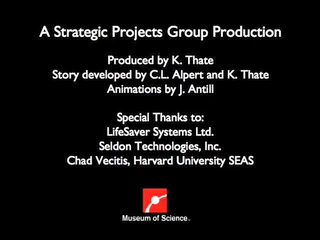 A Strategic Projects Group Production
Produced by K. Thate
Story developed by C.L. Alpert and K. Thate
Animations by J. Antill
Special Thanks to:
LifeSaver Systems Ltd.
Seldon Technologies, Inc.
Chad Vecitis, Harvard University SEAS
Museum of Science™